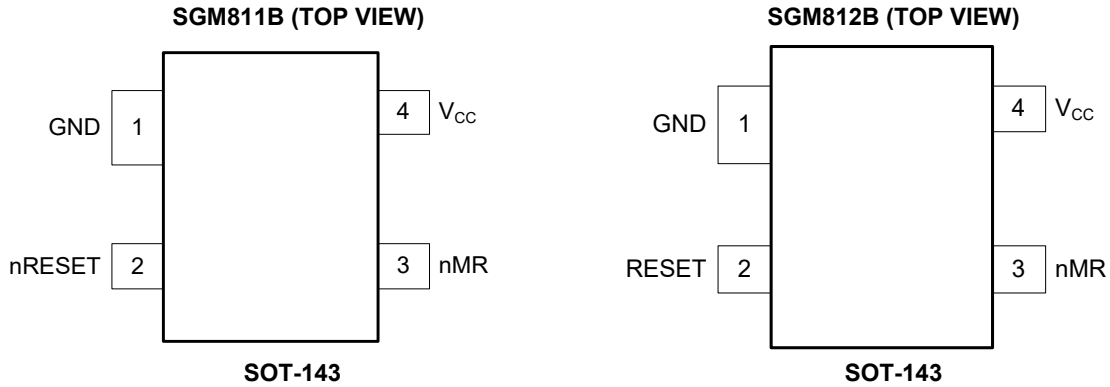 SGM811B (TOP VIEW)
GND 1
4 VCC
nRESET 2
3 nMR
SOT-143
SGM812B (TOP VIEW)
GND 1
4 VCC
RESET 2
3 nMR
SOT-143